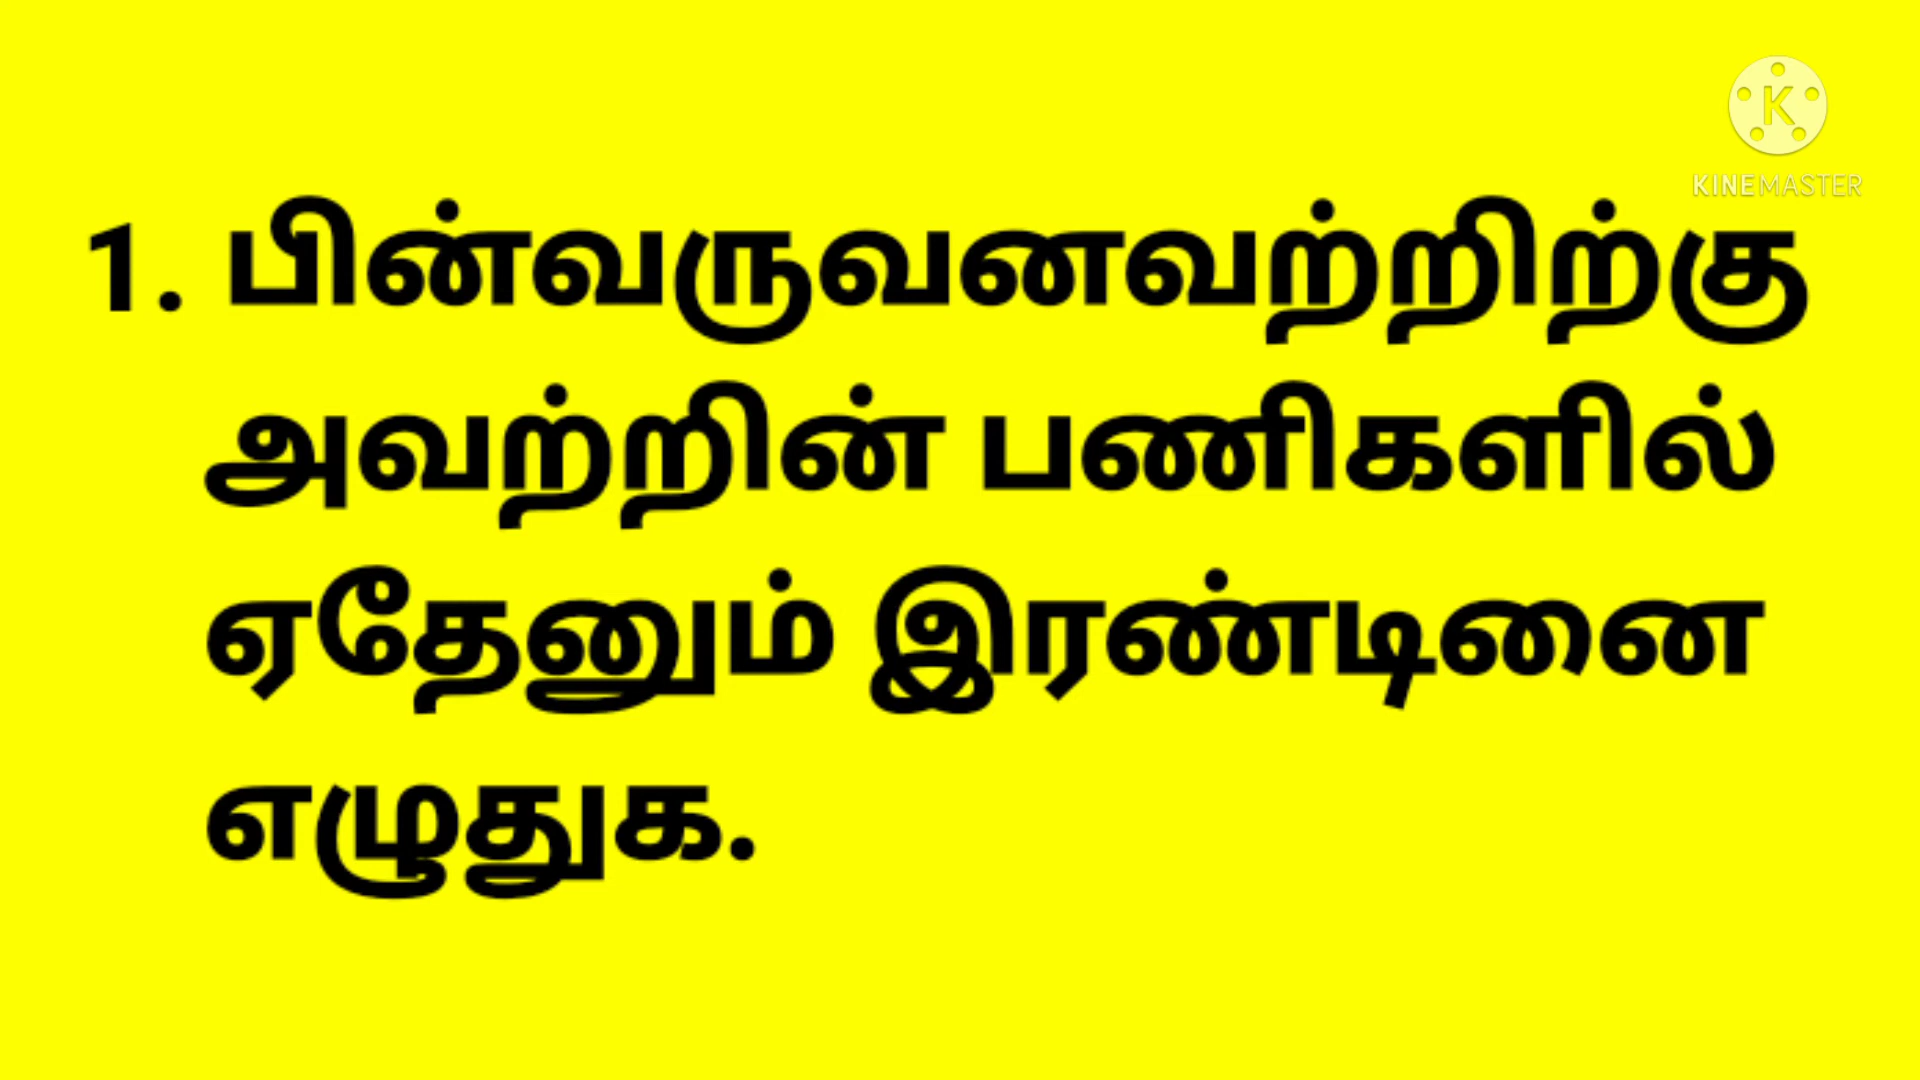 K
KINEMASTER
1. பின்வருவனவற்றிற்கு
அவற்றின் பணிகளில்
ஏதேனும் இரண்டினை
எழுதுக.